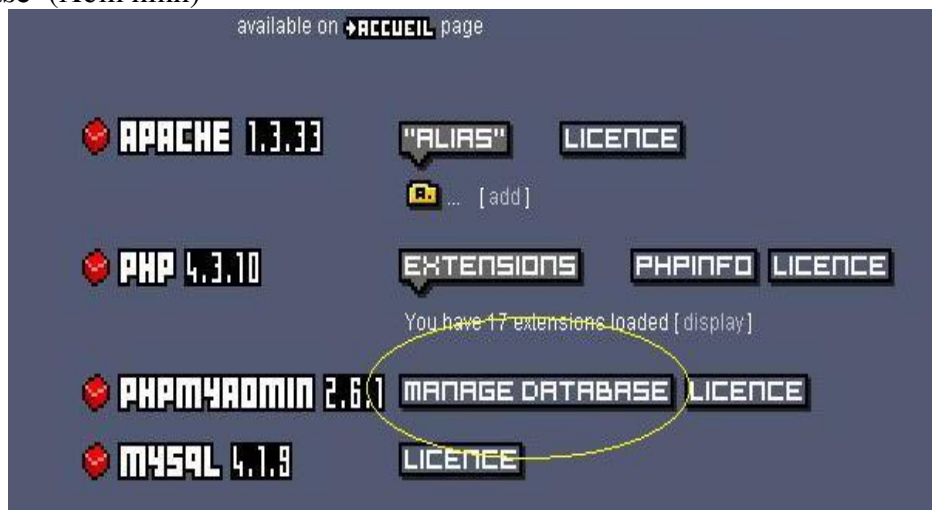 available on ACCUEIL page
APACHE 1.3.33 "ALIAS" LICENCE
A. ... [add]
PHP 4.3.10 EXTENSIONS PHPINFO LICENCE
You have 17 extensions loaded [display]
PHPMYADMIN 2.6.1 MANAGE DATABASE LICENCE
MYSQL 4.1.9 LICENCE